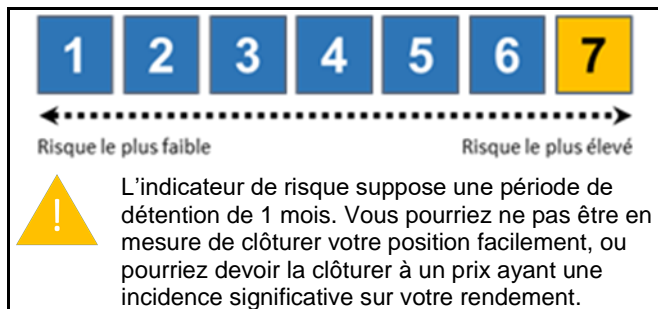 1 2 3 4 5 6 7
Risque le plus faible Risque le plus élevé
!
L'indicateur de risque suppose une période de
détention de 1 mois. Vous pourriez ne pas être en
mesure de clôturer votre position facilement, ou
pourriez devoir la clôturer à un prix ayant une
incidence significative sur votre rendement.